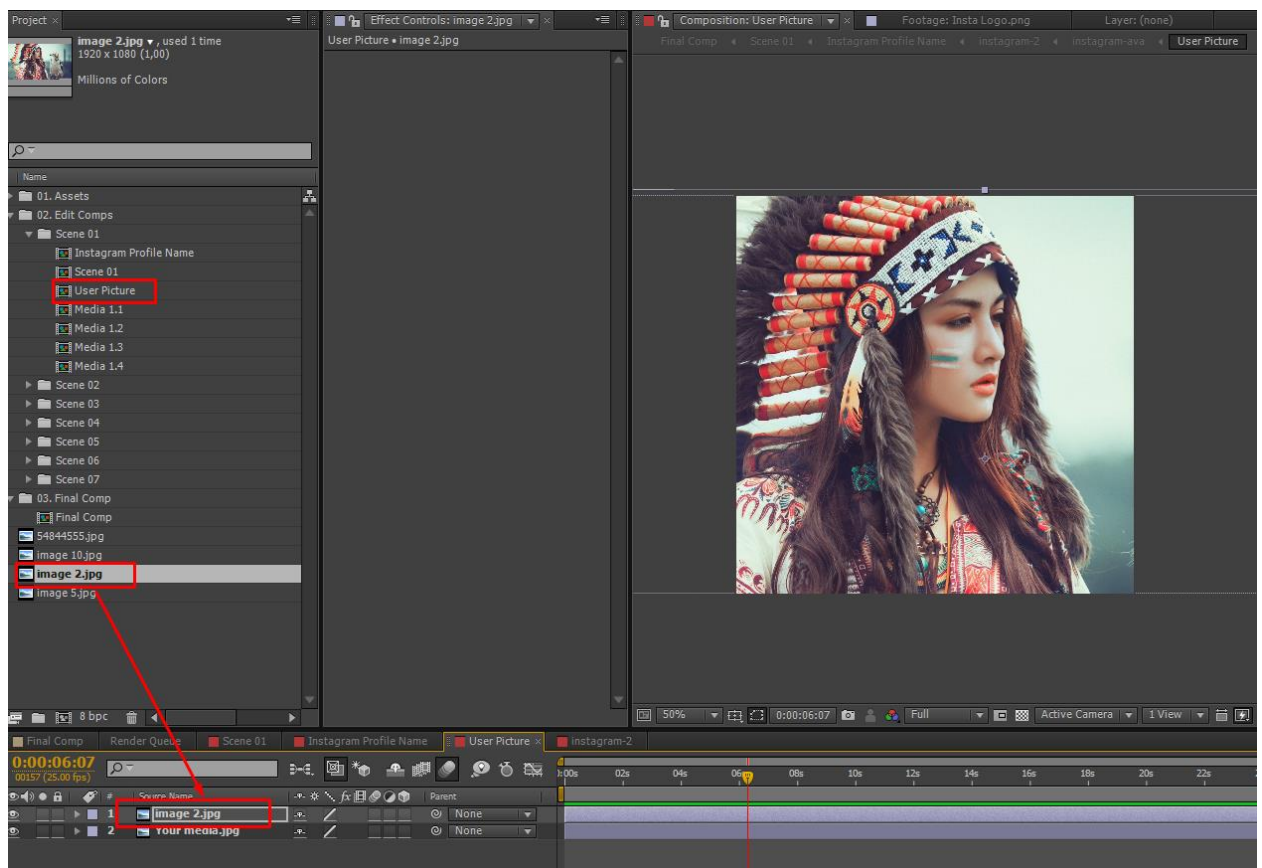 Project ×
image 2.jpg ▾ , used 1 time
1920 x 1080 (1,00)
Millions of Colors
Name
01. Assets
02. Edit Comps
Scene 01
Instagram Profile Name
Scene 01
User Picture
Media 1.1
Media 1.2
Media 1.3
Media 1.4
Scene 02
Scene 03
Scene 04
Scene 05
Scene 06
Scene 07
03. Final Comp
Final Comp
54844555.jpg
image 10.jpg
image 2.jpg
image 5.jpg
8 bpc
Effect Controls: image 2.jpg
User Picture • image 2.jpg
Composition: User Picture
Footage: Insta Logo.png
Layer: (none)
Final Comp
Scene 01
Instagram Profile Name
instagram-2
instagram-ava
User Picture
50%
0:00:06:07
Full
Active Camera
1 View
Final Comp
Render Queue
Scene 01
Instagram Profile Name
User Picture ×
instagram-2
0:00:06:07
00157 (25.00 fps)
# Source Name
fx
Parent
:00s 02s 04s 06s 08s 10s 12s 14s 16s 18s 20s 22s
1 image 2.jpg None
2 Your media.jpg None